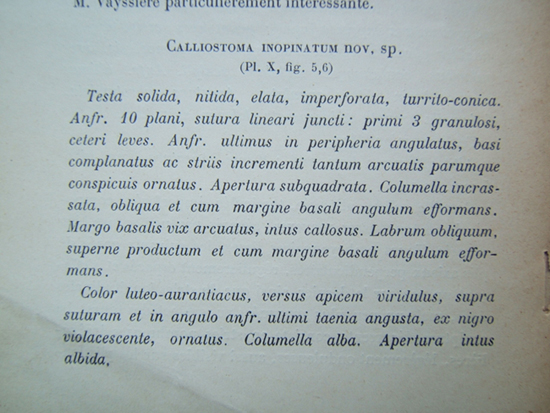 M. Vayssière particulièrement intéressante.
CALLIOSTOMA INOPINATUM nov. sp.
(Pl. X, fig. 5,6)
Testa solida, nitida, elata, imperforata, turrito-conica.
Anfr. 10 plani, sutura lineari juncti : primi 3 granulosi,
ceteri leves. Anfr. ultimus in peripheria angulatus, basi
complanatus ac striis incrementi tantum arcuatis parumque
conspicuis ornatus. Apertura subquadrata. Columella incras-
sata, obliqua et cum margine basali angulum efformans.
Margo basalis vix arcuatus, intus callosus. Labrum obliquum,
superne productum et cum margine basali angulum effor-
mans.
Color luteo-aurantiacus, versus apicem viridulus, supra
suturam et in angulo anfr. ultimi taenia angusta, ex nigro
violacescente, ornatus. Columella alba. Apertura intus
albida,